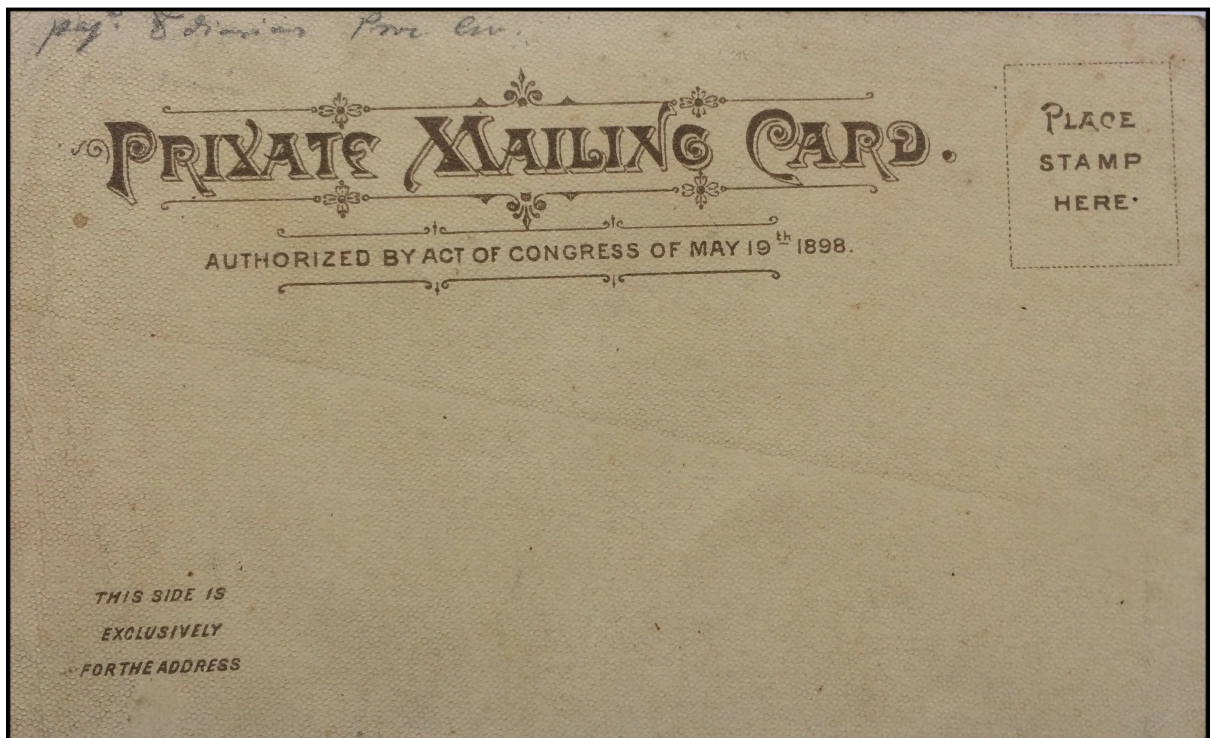 Prov.
PRIVATE MAILING CARD.
AUTHORIZED BY ACT OF CONGRESS OF MAY 19th 1898.
PLACE
STAMP
HERE.
THIS SIDE IS
EXCLUSIVELY
FOR THE ADDRESS